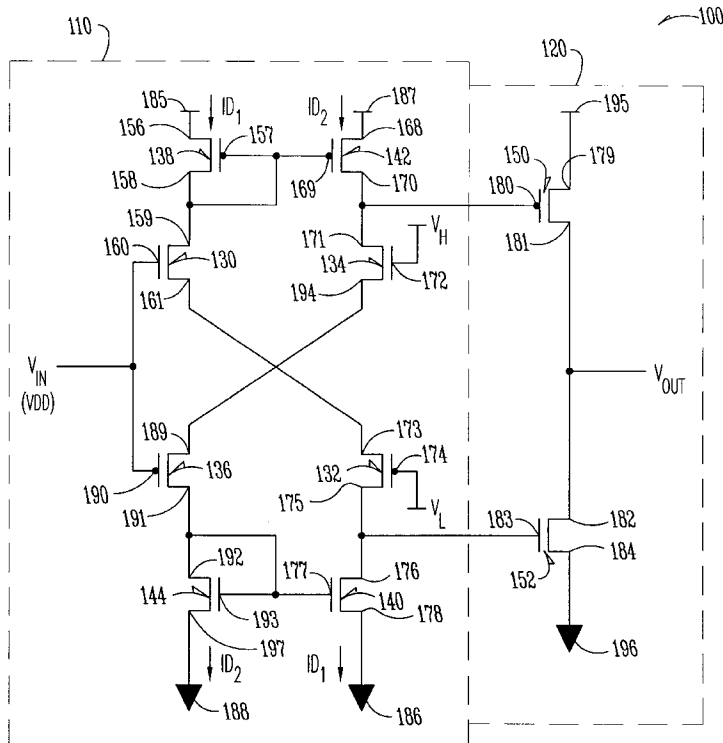 100
110
120
185 ID₁ ID₂ 187 195
156 157 168 150 179
138 142
158 169 170 180
159 171 V_H 181
160 130 134 172
161 194
V_IN
(VDD)
V_OUT
189 173
136 132 174
190 175
191 V_L 183 182
192 177 176 184
144 193 140 152
197 178
ID₂ ID₁ 196
188 186